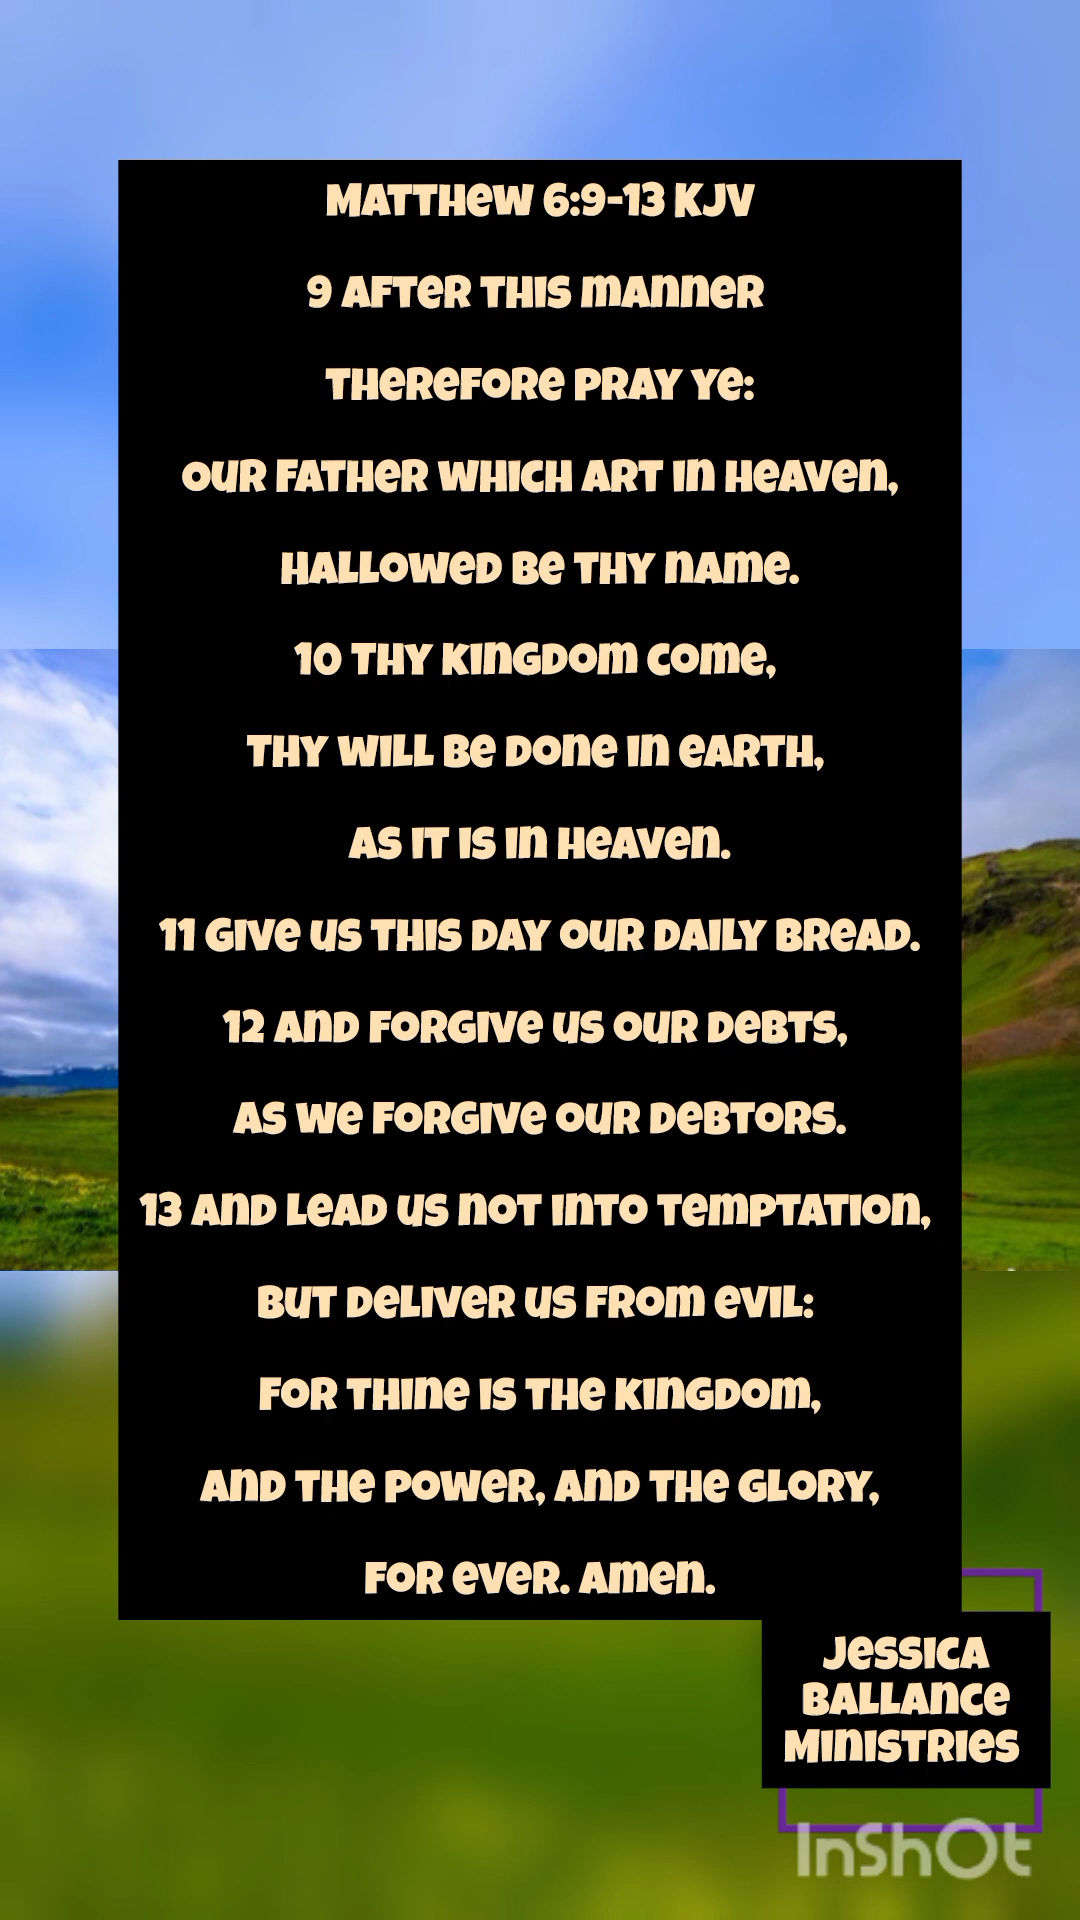 Matthew 6:9-13 KJV
9 After this manner
therefore pray ye:
Our Father which art in heaven,
Hallowed be thy name.
10 Thy kingdom come,
Thy will be done in earth,
as it is in heaven.
11 Give us this day our daily bread.
12 And forgive us our debts,
as we forgive our debtors.
13 And lead us not into temptation,
but deliver us from evil:
For thine is the kingdom,
and the power, and the glory,
for ever. Amen.
Jessica
Ballance
Ministries
InShOt